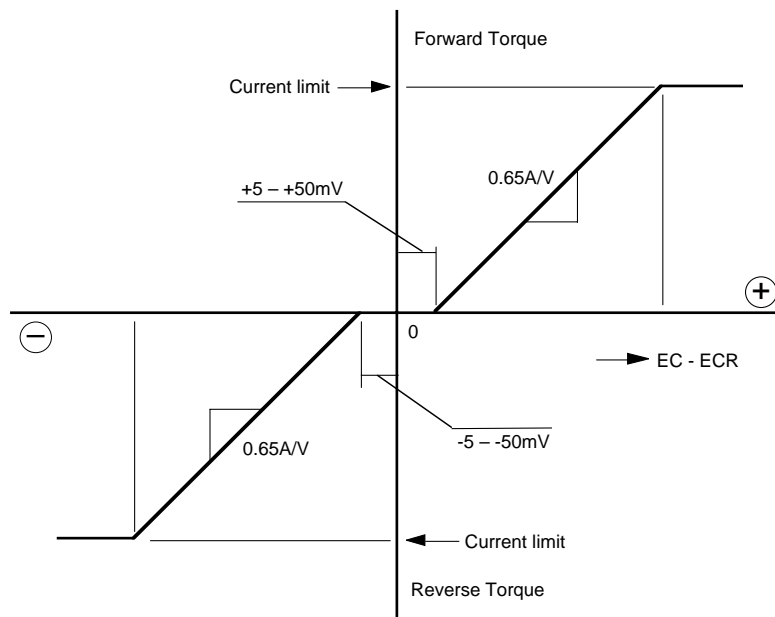 Forward Torque
Current limit
0.65A/V
+5 – +50mV
+
−
0
EC - ECR
0.65A/V
-5 – -50mV
Current limit
Reverse Torque